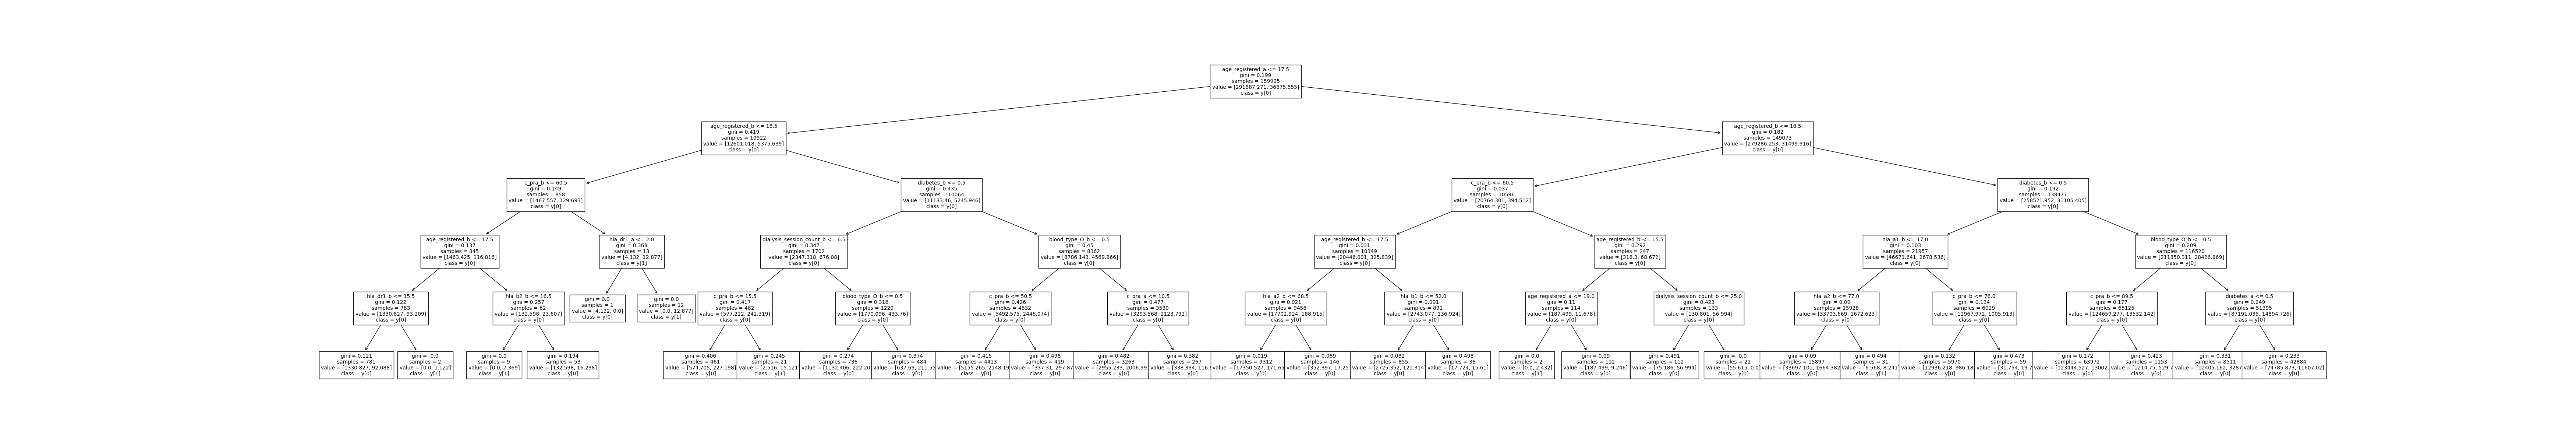 age_registered_a <= 17.5
gini = 0.199
samples = 159995
value = [291887.271, 36875.555]
class = y[0]
age_registered_b <= 18.5
gini = 0.419
samples = 10922
value = [12601.018, 5375.639]
class = y[0]
age_registered_b <= 18.5
gini = 0.182
samples = 149073
value = [279286.253, 31499.916]
class = y[0]
c_pra_b <= 60.5
gini = 0.149
samples = 858
value = [1467.557, 129.693]
class = y[0]
diabetes_b <= 0.5
gini = 0.435
samples = 10064
value = [11133.46, 5245.946]
class = y[0]
c_pra_b <= 60.5
gini = 0.037
samples = 10596
value = [20764.301, 394.512]
class = y[0]
diabetes_b <= 0.5
gini = 0.192
samples = 138477
value = [258521.952, 31105.405]
class = y[0]
age_registered_b <= 17.5
gini = 0.137
samples = 845
value = [1463.425, 116.816]
class = y[0]
hla_dr1_a <= 2.0
gini = 0.368
samples = 13
value = [4.132, 12.877]
class = y[1]
dialysis_session_count_b <= 6.5
gini = 0.347
samples = 1702
value = [2347.318, 676.08]
class = y[0]
blood_type_O_b <= 0.5
gini = 0.45
samples = 8362
value = [8786.143, 4569.866]
class = y[0]
age_registered_b <= 17.5
gini = 0.031
samples = 10349
value = [20446.001, 325.839]
class = y[0]
age_registered_b <= 15.5
gini = 0.292
samples = 247
value = [318.3, 68.672]
class = y[0]
hla_a1_b <= 17.0
gini = 0.103
samples = 21957
value = [46671.641, 2678.536]
class = y[0]
blood_type_O_b <= 0.5
gini = 0.209
samples = 116520
value = [211850.311, 28426.869]
class = y[0]
hla_dr1_b <= 15.5
gini = 0.122
samples = 783
value = [1330.827, 93.209]
class = y[0]
hla_b2_b <= 16.5
gini = 0.257
samples = 62
value = [132.598, 23.607]
class = y[0]
gini = 0.0
samples = 1
value = [4.132, 0.0]
class = y[0]
gini = 0.0
samples = 12
value = [0.0, 12.877]
class = y[1]
c_pra_b <= 15.5
gini = 0.417
samples = 482
value = [577.222, 242.319]
class = y[0]
blood_type_O_b <= 0.5
gini = 0.316
samples = 1220
value = [1770.096, 433.76]
class = y[0]
c_pra_b <= 50.5
gini = 0.426
samples = 4832
value = [5492.575, 2446.074]
class = y[0]
c_pra_a <= 10.5
gini = 0.477
samples = 3530
value = [3293.568, 2123.792]
class = y[0]
hla_a2_b <= 68.5
gini = 0.021
samples = 9458
value = [17702.924, 188.915]
class = y[0]
hla_b1_b <= 52.0
gini = 0.091
samples = 891
value = [2743.077, 136.924]
class = y[0]
age_registered_a <= 19.0
gini = 0.11
samples = 114
value = [187.499, 11.678]
class = y[0]
dialysis_session_count_b <= 25.0
gini = 0.423
samples = 133
value = [130.801, 56.994]
class = y[0]
hla_a2_b <= 77.0
gini = 0.09
samples = 15928
value = [33703.669, 1672.623]
class = y[0]
c_pra_b <= 76.0
gini = 0.134
samples = 6029
value = [12967.972, 1005.913]
class = y[0]
c_pra_b <= 89.5
gini = 0.177
samples = 65125
value = [124659.277, 13532.142]
class = y[0]
diabetes_a <= 0.5
gini = 0.249
samples = 51395
value = [87191.035, 14894.726]
class = y[0]
gini = 0.121
samples = 781
value = [1330.827, 92.088]
class = y[0]
gini = -0.0
samples = 2
value = [0.0, 1.122]
class = y[1]
gini = 0.0
samples = 9
value = [0.0, 7.369]
class = y[1]
gini = 0.194
samples = 53
value = [132.598, 16.238]
class = y[0]
gini = 0.406
samples = 461
value = [574.705, 227.198]
class = y[0]
gini = 0.245
samples = 21
value = [2.516, 15.121]
class = y[1]
gini = 0.274
samples = 736
value = [1132.406, 222.20
class = y[0]
gini = 0.374
samples = 484
value = [637.69, 211.55
class = y[0]
gini = 0.415
samples = 4413
value = [5155.265, 2148.19
class = y[0]
gini = 0.498
samples = 419
value = [337.31, 297.87
class = y[0]
gini = 0.482
samples = 3263
value = [2955.233, 2006.99
class = y[0]
gini = 0.382
samples = 267
value = [338.334, 116.
class = y[0]
gini = 0.019
samples = 9312
value = [17350.527, 171.65
class = y[0]
gini = 0.089
samples = 146
value = [352.397, 17.25
class = y[0]
gini = 0.082
samples = 855
value = [2725.352, 121.314
class = y[0]
gini = 0.498
samples = 36
value = [17.724, 15.61]
class = y[0]
gini = 0.0
samples = 2
value = [0.0, 2.432]
class = y[1]
gini = 0.09
samples = 112
value = [187.499, 9.246]
class = y[0]
gini = 0.491
samples = 112
value = [75.186, 56.994]
class = y[0]
gini = -0.0
samples = 21
value = [55.615, 0.0
class = y[0]
gini = 0.09
samples = 15897
value = [33697.101, 1664.382
class = y[0]
gini = 0.494
samples = 31
value = [6.568, 8.241]
class = y[1]
gini = 0.132
samples = 5970
value = [12936.218, 986.18
class = y[0]
gini = 0.473
samples = 59
value = [31.754, 19.7
class = y[0]
gini = 0.172
samples = 63972
value = [123444.527, 13002.
class = y[0]
gini = 0.423
samples = 1153
value = [1214.75, 529.7
class = y[0]
gini = 0.331
samples = 8511
value = [12405.162, 3287
class = y[0]
gini = 0.233
samples = 42884
value = [74785.873, 11607.02]
class = y[0]